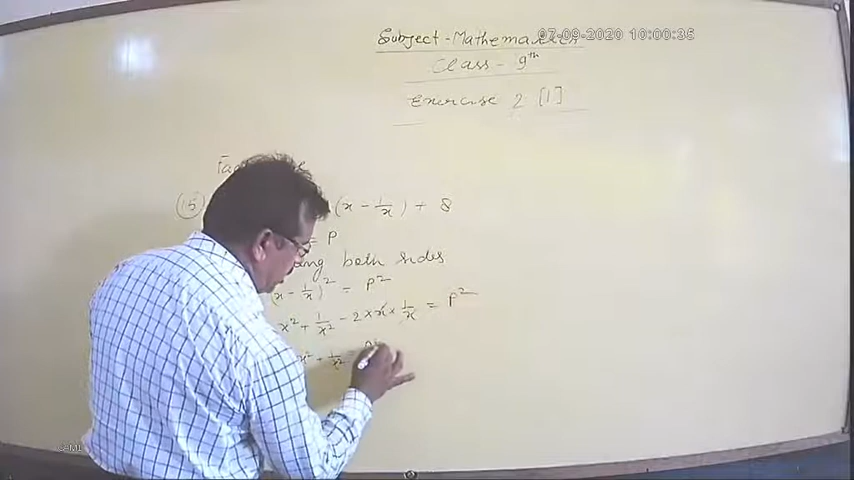 Subject - Mathematics
07-09-2020 10:00:35
Class - 9th
Exercise 2 [1]
(15) (x - 1/x) + 8
= P
both sides
(x - 1/x)² = P²
x² + 1/x² - 2 × x × 1/x = P²
x² + 1/x²